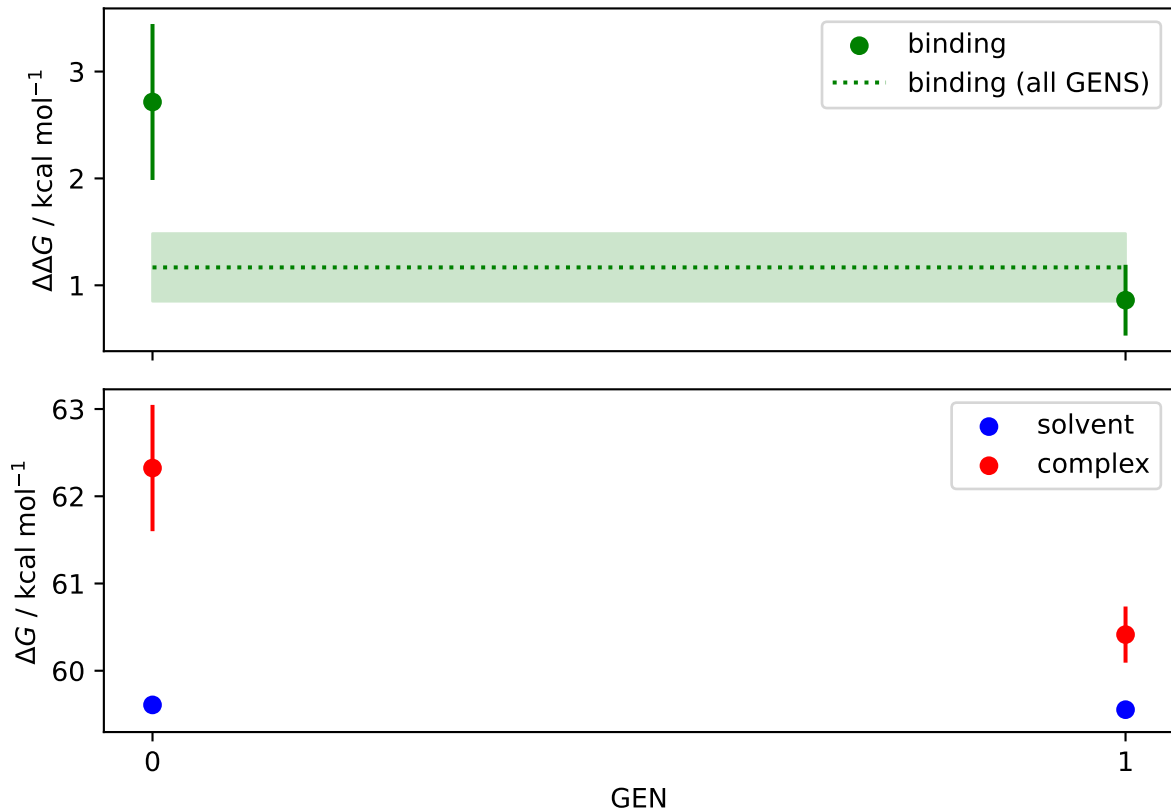 binding
binding (all GENS)
3
2
1
ΔΔG / kcal mol⁻¹
solvent
complex
63
62
61
60
ΔG / kcal mol⁻¹
0
1
GEN